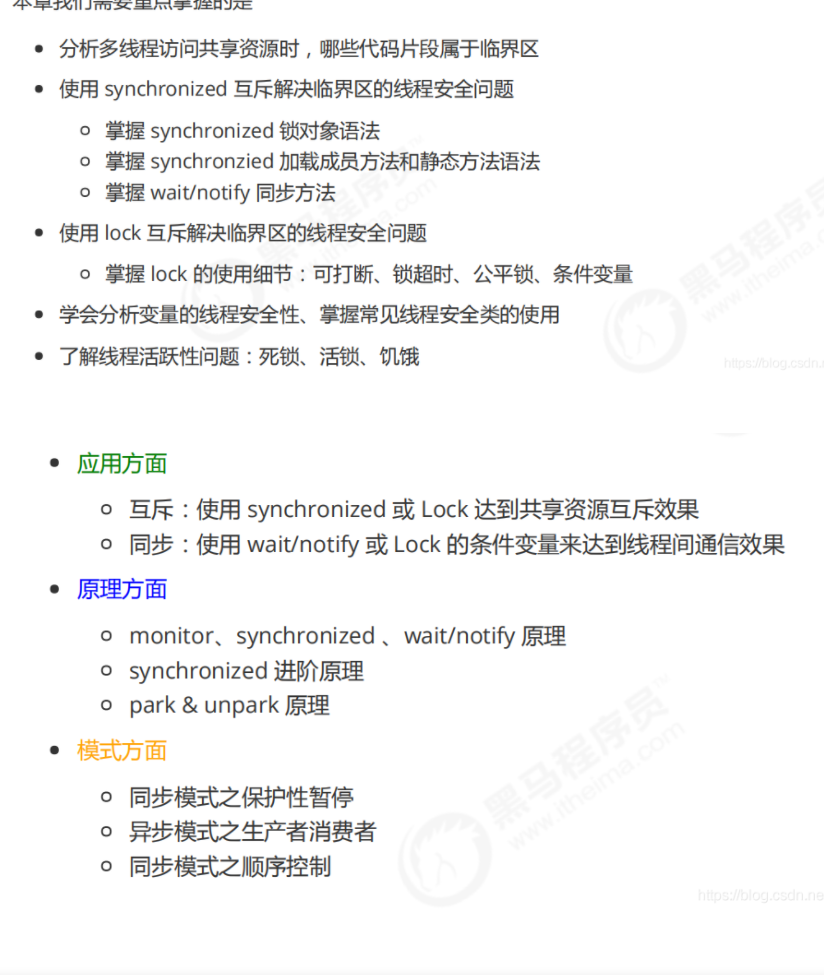 本章我们需要重点掌握的是
分析多线程访问共享资源时，哪些代码片段属于临界区
使用 synchronized 互斥解决临界区的线程安全问题
掌握 synchronized 锁对象语法
掌握 synchronzied 加载成员方法和静态方法语法
掌握 wait/notify 同步方法
使用 lock 互斥解决临界区的线程安全问题
掌握 lock 的使用细节：可打断、锁超时、公平锁、条件变量
学会分析变量的线程安全性、掌握常见线程安全类的使用
了解线程活跃性问题：死锁、活锁、饥饿
黑马程序员™
www.itheima.com
黑马程序员
www.itheima.c
https://blog.csdn.n
应用方面
互斥：使用 synchronized 或 Lock 达到共享资源互斥效果
同步：使用 wait/notify 或 Lock 的条件变量来达到线程间通信效果
原理方面
monitor、synchronized 、wait/notify 原理
synchronized 进阶原理
park & unpark 原理
模式方面
同步模式之保护性暂停
异步模式之生产者消费者
同步模式之顺序控制
黑马程序员™
www.itheima.com
https://blog.csdn.ne